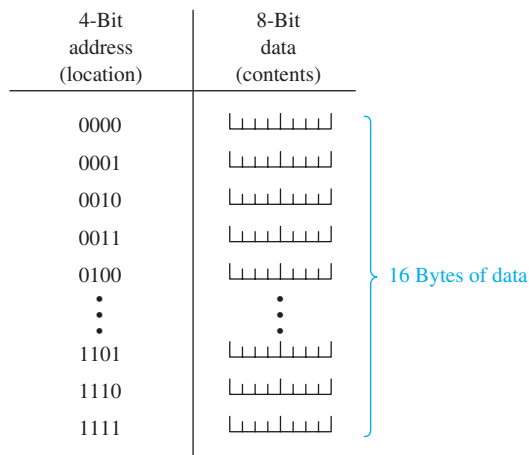 4-Bit
address
(location)
8-Bit
data
(contents)
0000
0001
0010
0011
0100
1101
1110
1111
16 Bytes of data